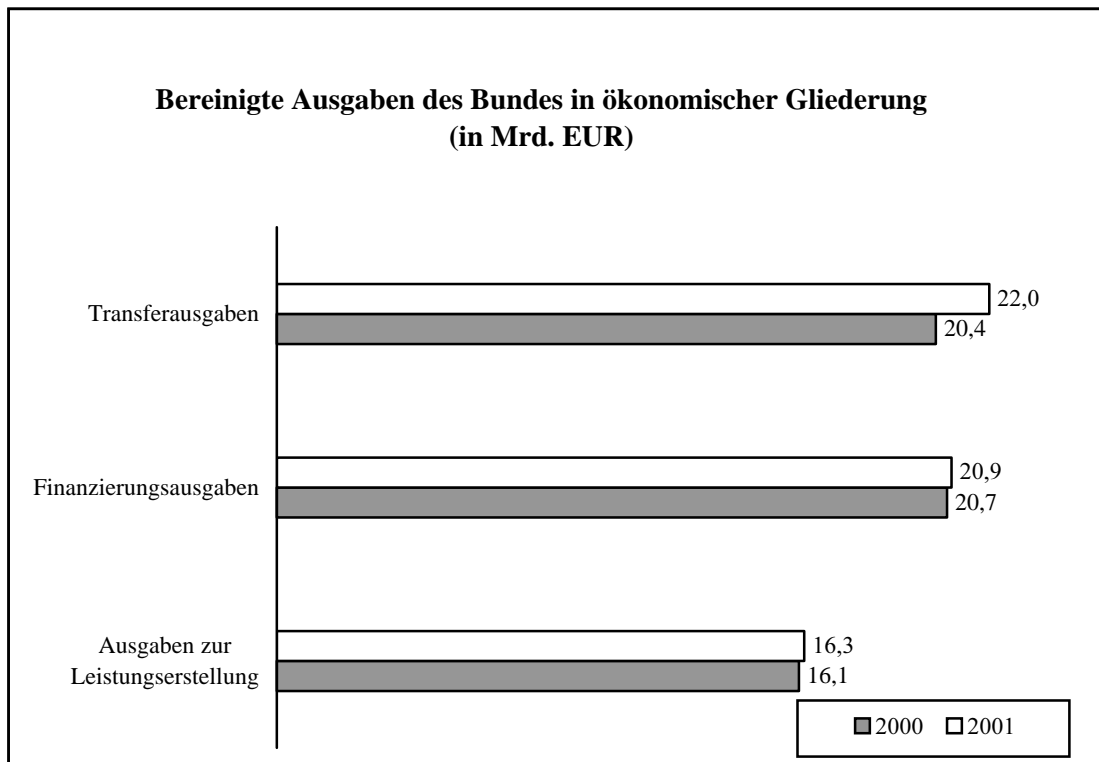 Bereinigte Ausgaben des Bundes in ökonomischer Gliederung
(in Mrd. EUR)
Transferausgaben
22,0
20,4
Finanzierungsausgaben
20,9
20,7
Ausgaben zur
Leistungserstellung
16,3
16,1
2000 2001